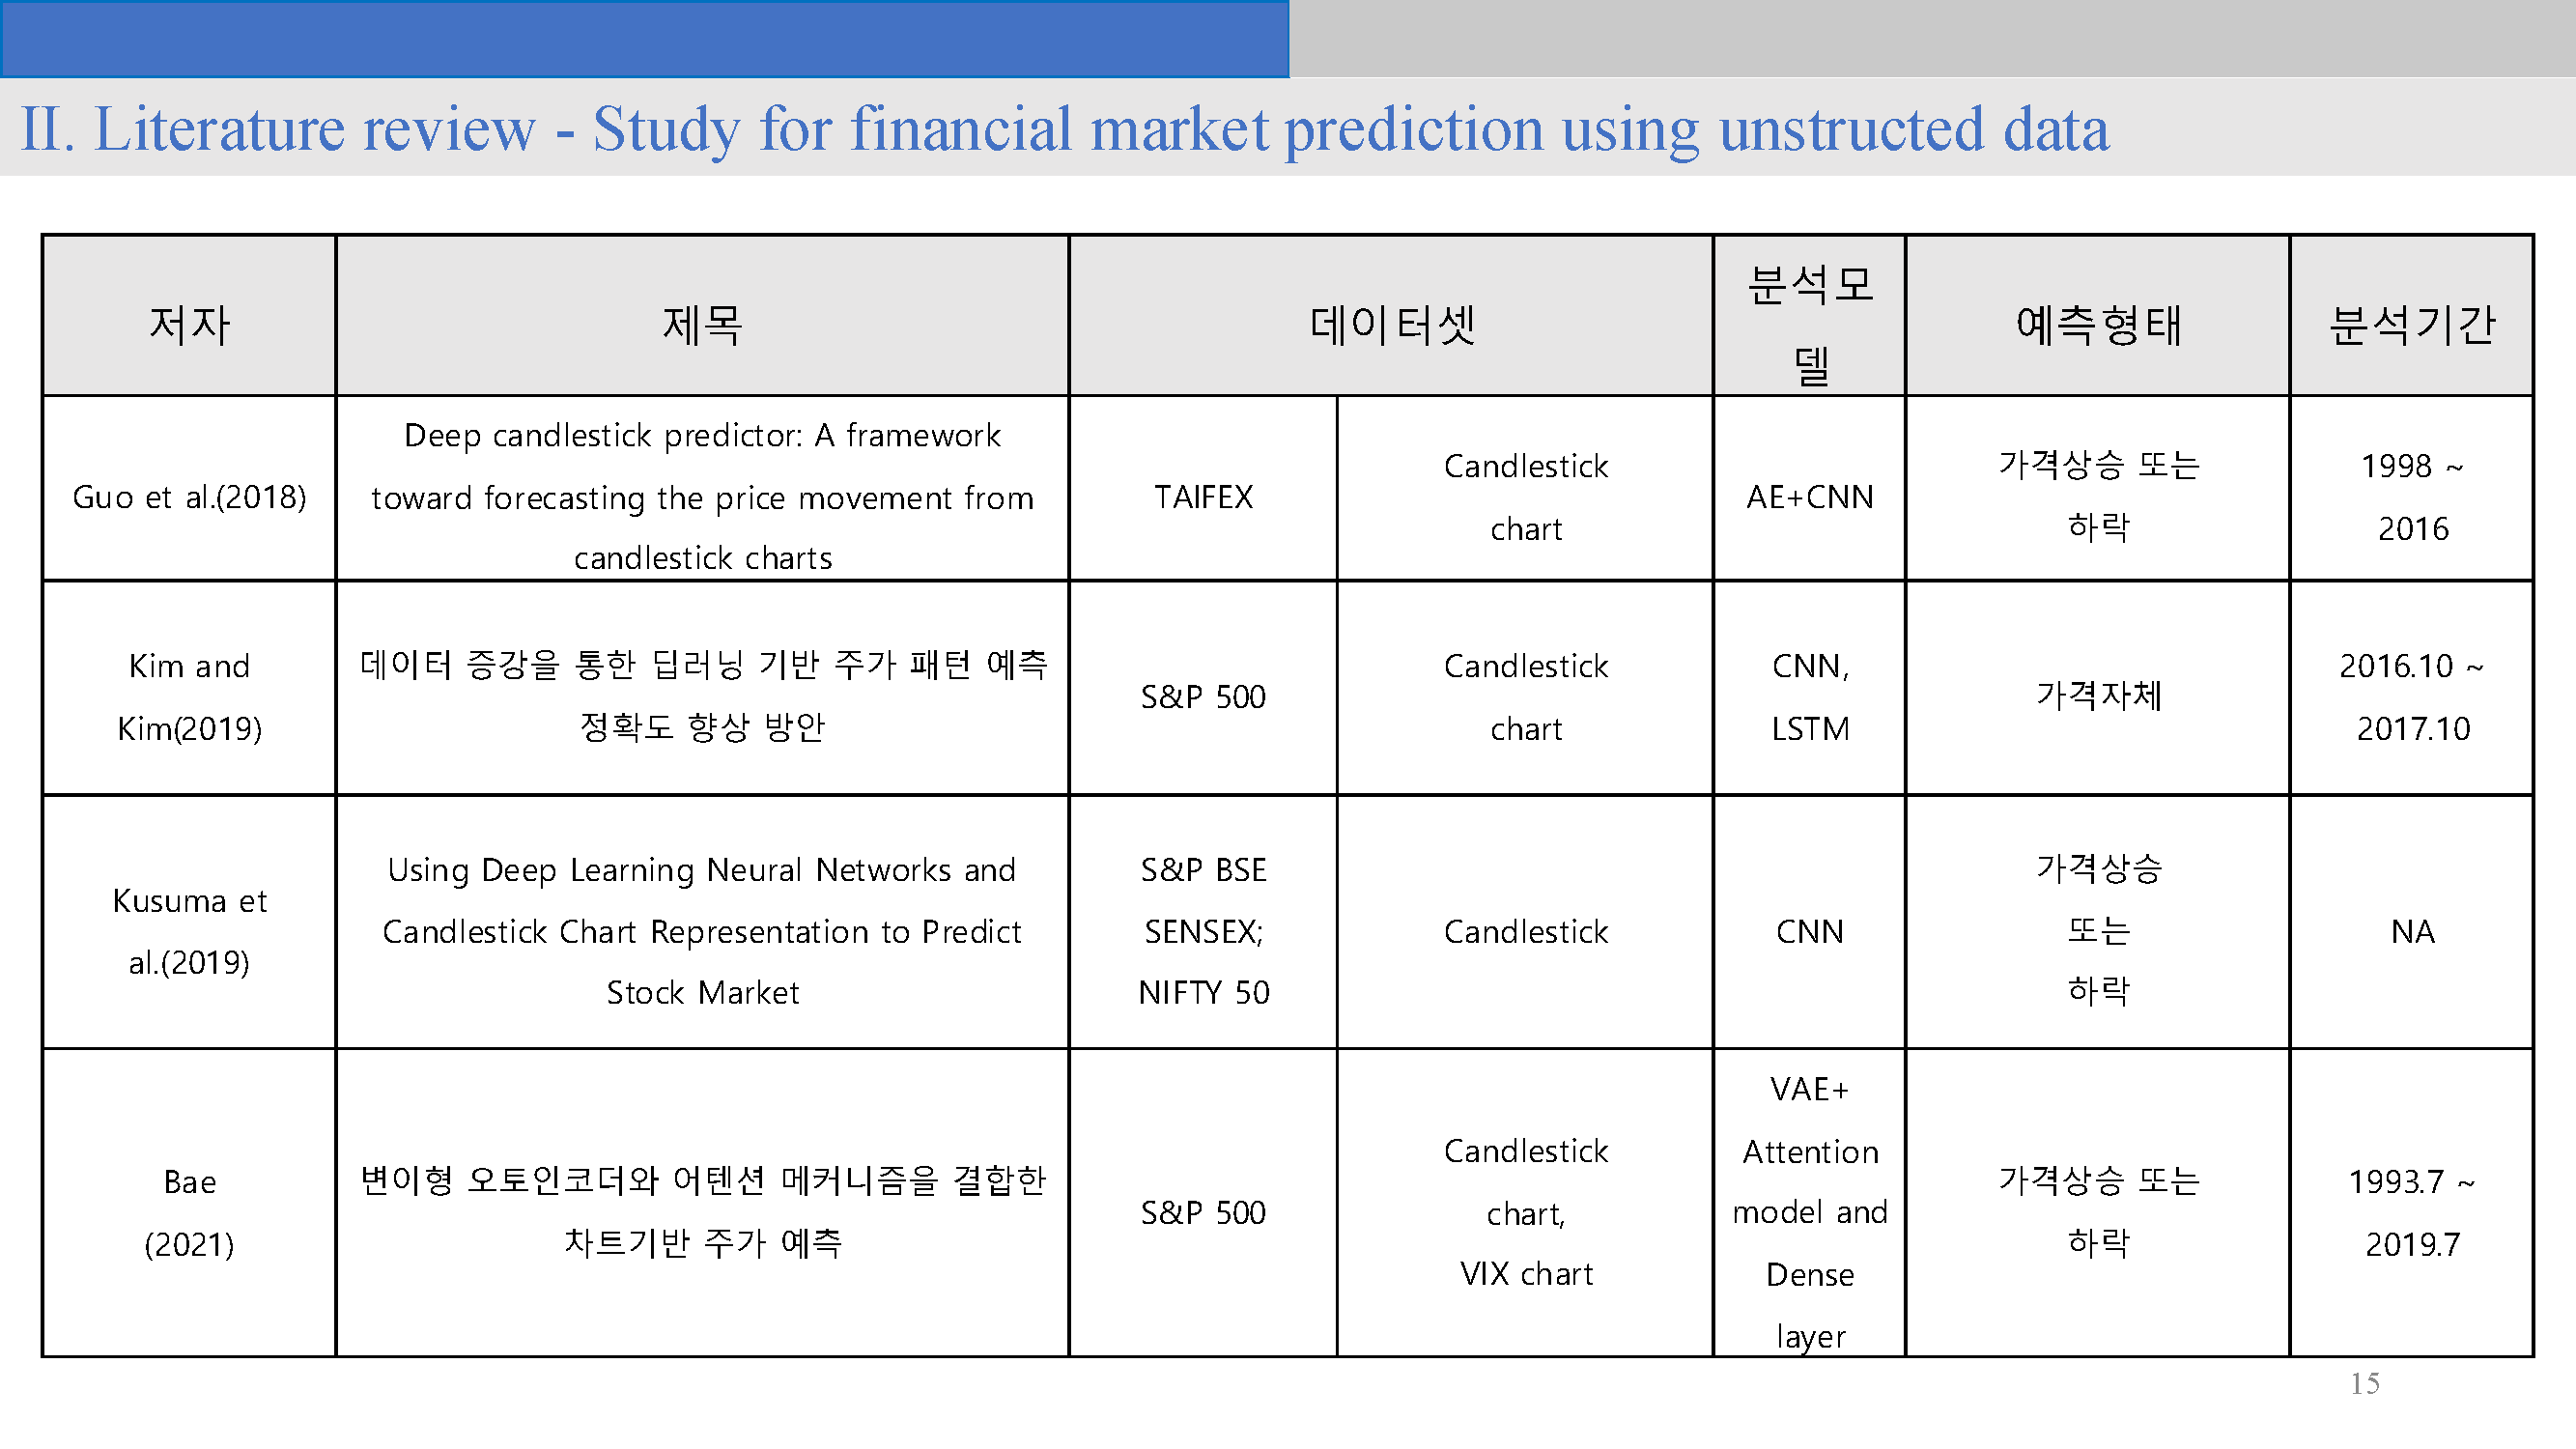 II. Literature review - Study for financial market prediction using unstructed data
저자
제목
데이터셋
분석모
델
예측형태
분석기간
Guo et al.(2018)
Deep candlestick predictor: A framework
toward forecasting the price movement from
candlestick charts
TAIFEX
Candlestick
chart
AE+CNN
가격상승 또는
하락
1998 ~
2016
Kim and
Kim(2019)
데이터 증강을 통한 딥러닝 기반 주가 패턴 예측
정확도 향상 방안
S&P 500
Candlestick
chart
CNN,
LSTM
가격자체
2016.10 ~
2017.10
Kusuma et
al.(2019)
Using Deep Learning Neural Networks and
Candlestick Chart Representation to Predict
Stock Market
S&P BSE
SENSEX;
NIFTY 50
Candlestick
CNN
가격상승
또는
하락
NA
Bae
(2021)
변이형 오토인코더와 어텐션 메커니즘을 결합한
차트기반 주가 예측
S&P 500
Candlestick
chart,
VIX chart
VAE+
Attention
model and
Dense
layer
가격상승 또는
하락
1993.7 ~
2019.7
15